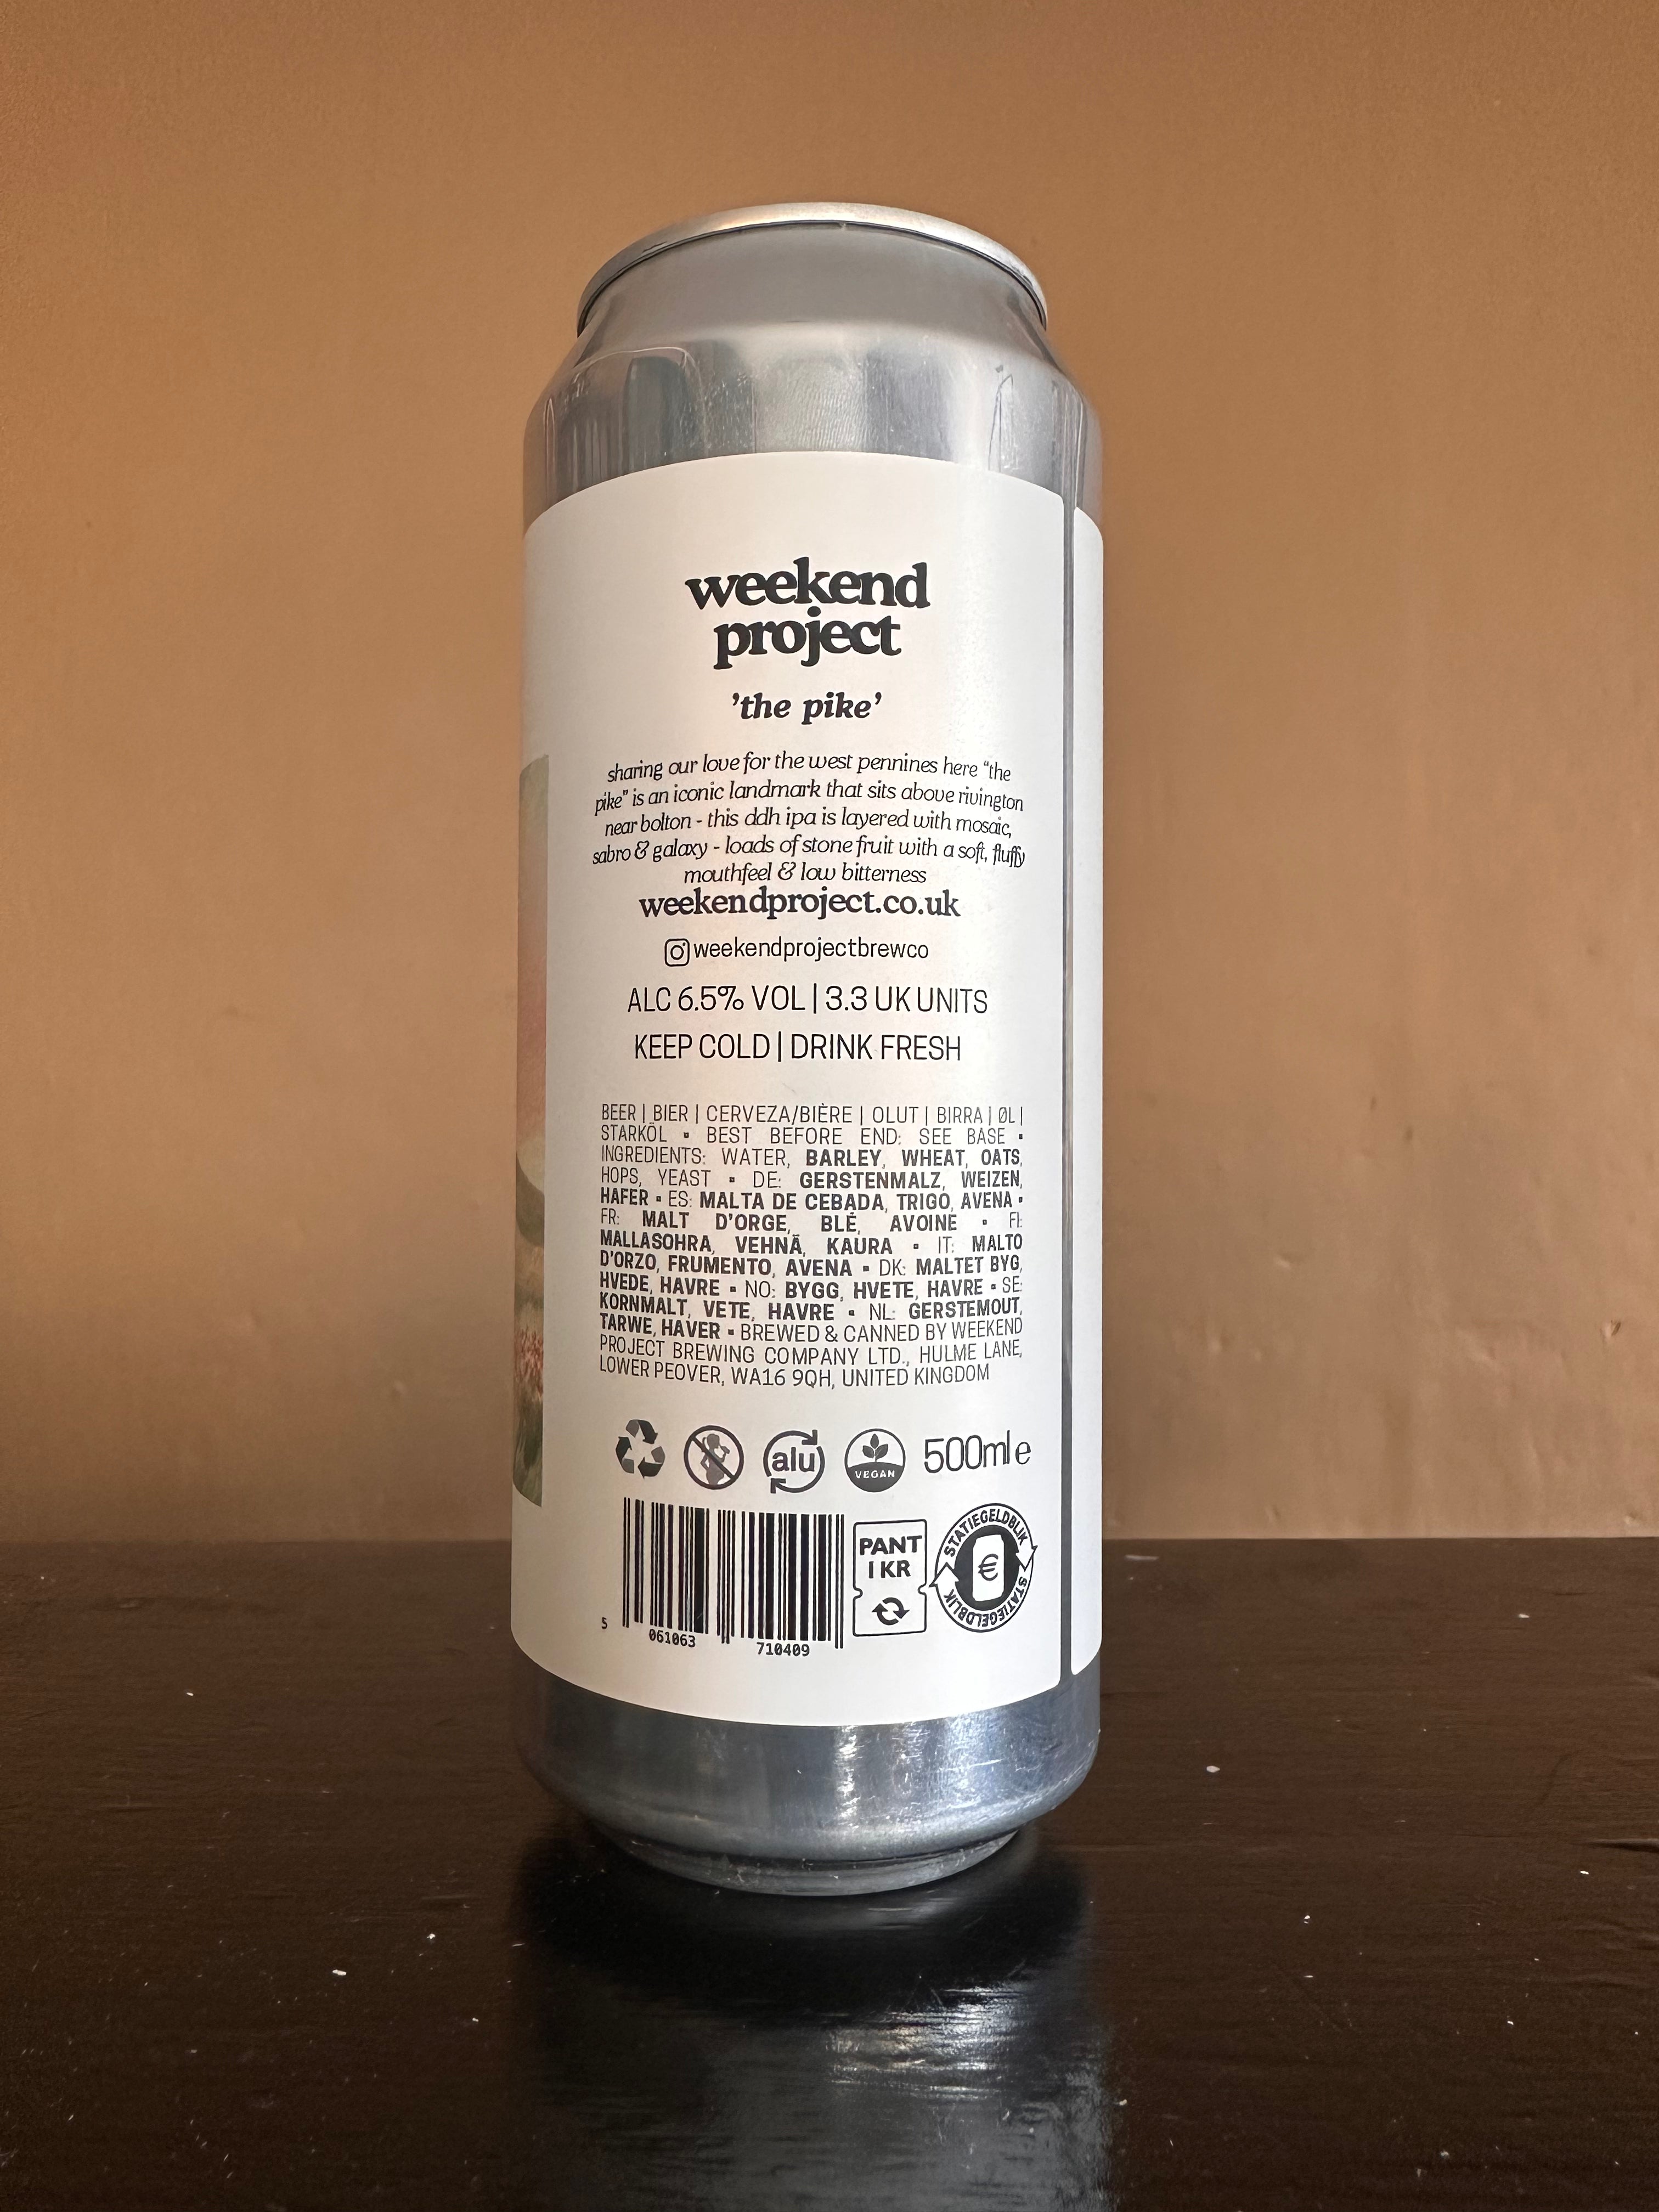 weekend
project
'the pike'
sharing our love for the west pennines here "the
pike" is an iconic landmark that sits above rivington
near bolton - this ddh ipa is layered with mosaic,
sabro & galaxy - loads of stone fruit with a soft, fluffy
mouthfeel & low bitterness
weekendproject.co.uk
weekendprojectbrewco
ALC 6.5% VOL | 3.3 UK UNITS
KEEP COLD | DRINK FRESH
BEER | BIER | CERVEZA/BIÈRE | OLUT | BIRRA | ØL |
STARKÖL ▪ BEST BEFORE END: SEE BASE ▪
INGREDIENTS: WATER, BARLEY, WHEAT, OATS,
HOPS, YEAST ▪ DE: GERSTENMALZ, WEIZEN,
HAFER ▪ ES: MALTA DE CEBADA, TRIGO, AVENA ▪
FR: MALT D'ORGE, BLÉ, AVOINE ▪ FI:
MALLASOHRA, VEHNÄ, KAURA ▪ IT: MALTO
D'ORZO, FRUMENTO, AVENA ▪ DK: MALTET BYG,
HVEDE, HAVRE ▪ NO: BYGG, HVETE, HAVRE ▪ SE:
KORNMALT, VETE, HAVRE ▪ NL: GERSTEMOUT,
TARWE, HAVER ▪ BREWED & CANNED BY WEEKEND
PROJECT BREWING COMPANY LTD., HULME LANE,
LOWER PEOVER, WA16 9QH, UNITED KINGDOM
alu
VEGAN
500ml e
5 061063 710409
PANT
1 KR
STATIEGELDBLIK
€
STATIEGELDBLIK